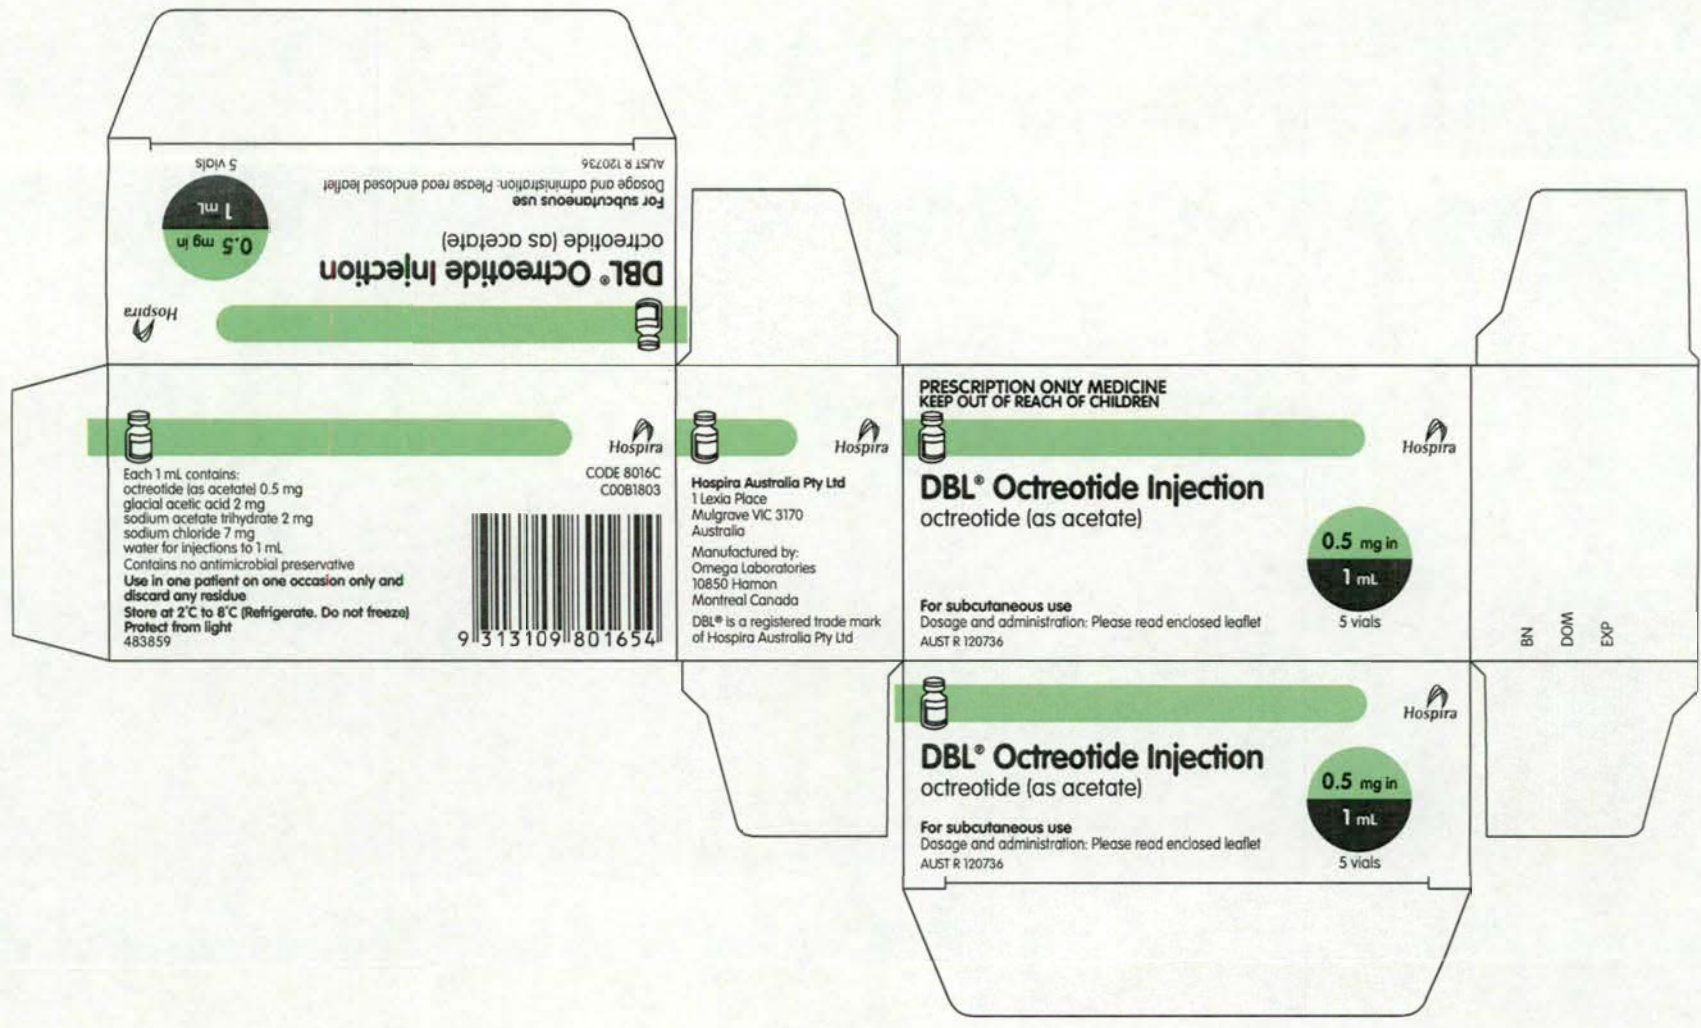 5 vials
AUST R 120736
Dosage and administration: Please read enclosed leaflet
For subcutaneous use
1 mL
0.5 mg in
octreotide (as acetate)
DBL® Octreotide Injection
Hospira
Hospira
Each 1 mL contains:
octreotide (as acetate) 0.5 mg
glacial acetic acid 2 mg
sodium acetate trihydrate 2 mg
sodium chloride 7 mg
water for injections to 1 mL
Contains no antimicrobial preservative
Use in one patient on one occasion only and
discard any residue
Store at 2°C to 8°C (Refrigerate. Do not freeze)
Protect from light
483859
CODE 8016C
C00B1803
9 313109 801654
Hospira
Hospira Australia Pty Ltd
1 Lexia Place
Mulgrave VIC 3170
Australia
Manufactured by:
Omega Laboratories
10850 Hamon
Montreal Canada
DBL® is a registered trade mark
of Hospira Australia Pty Ltd
PRESCRIPTION ONLY MEDICINE
KEEP OUT OF REACH OF CHILDREN
Hospira
DBL® Octreotide Injection
octreotide (as acetate)
0.5 mg in
1 mL
For subcutaneous use
Dosage and administration: Please read enclosed leaflet
AUST R 120736
5 vials
BN
DOM
EXP
Hospira
DBL® Octreotide Injection
octreotide (as acetate)
0.5 mg in
1 mL
For subcutaneous use
Dosage and administration: Please read enclosed leaflet
AUST R 120736
5 vials